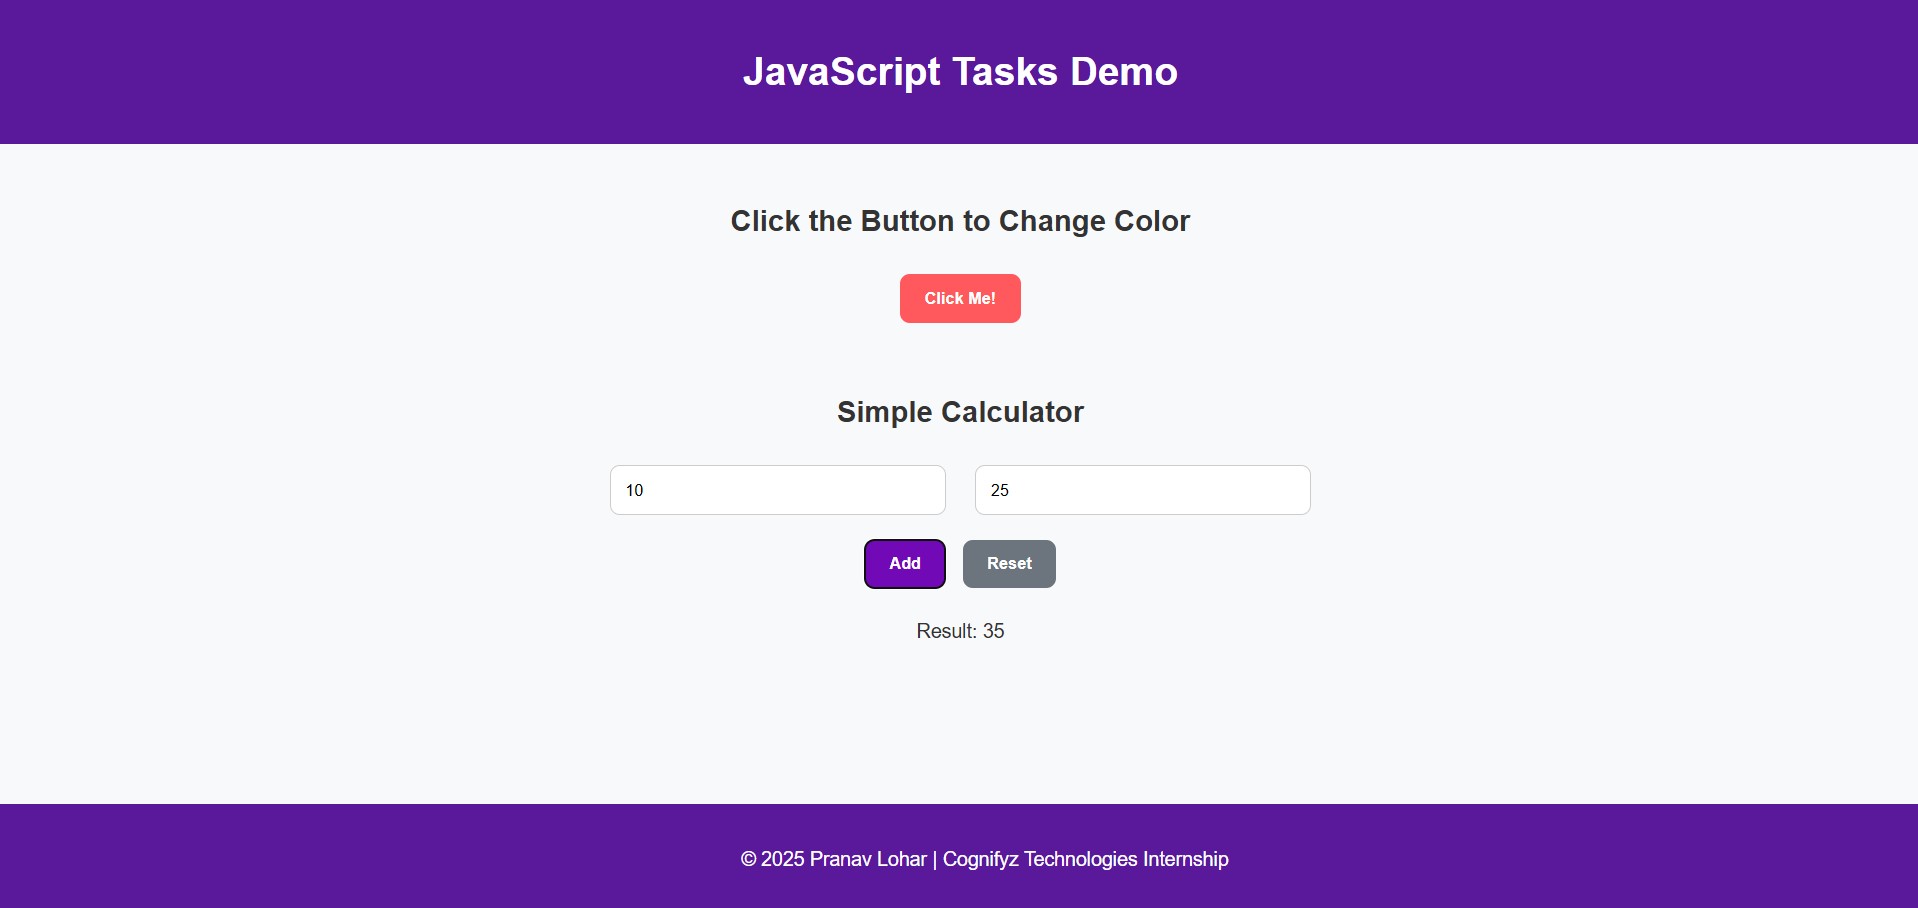 JavaScript Tasks Demo
Click the Button to Change Color
Click Me!
Simple Calculator
10 25
Add Reset
Result: 35
© 2025 Pranav Lohar | Cognifyz Technologies Internship